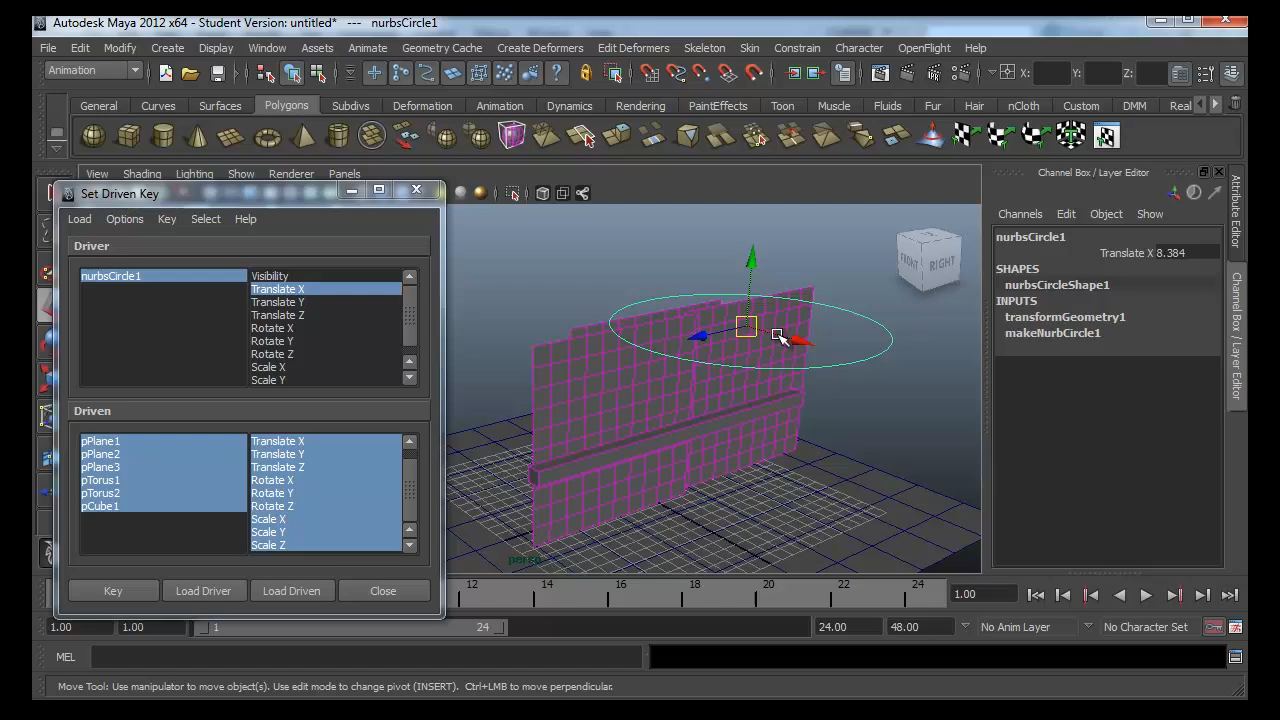 Autodesk Maya 2012 x64 - Student Version: untitled* --- nurbsCircle1
File Edit Modify Create Display Window Assets Animate Geometry Cache Create Deformers Edit Deformers Skeleton Skin Constrain Character OpenFlight Help
Animation X: Y: Z:
General Curves Surfaces Polygons Subdivs Deformation Animation Dynamics Rendering PaintEffects Toon Muscle Fluids Fur Hair nCloth Custom DMM Real
View Shading Lighting Show Renderer Panels
Channel Box / Layer Editor
Set Driven Key
Load Options Key Select Help
Channels Edit Object Show
Driver
nurbsCircle1
Translate X 8.384
SHAPES
nurbsCircleShape1
INPUTS
transformGeometry1
makeNurbCircle1
FRONT RIGHT
nurbsCircle1 Visibility
Translate X
Translate Y
Translate Z
Rotate X
Rotate Y
Rotate Z
Scale X
Scale Y
Driven
pPlane1 Translate X
pPlane2 Translate Y
pPlane3 Translate Z
pTorus1 Rotate X
pTorus2 Rotate Y
pCube1 Rotate Z
Scale X
Scale Y
Scale Z
Key Load Driver Load Driven Close
persp
Attribute Editor
Channel Box / Layer Editor
12 14 16 18 20 22 24 1.00
1.00 1.00 1 24 24.00 48.00 No Anim Layer No Character Set
MEL
Move Tool: Use manipulator to move object(s). Use edit mode to change pivot (INSERT). Ctrl+LMB to move perpendicular.